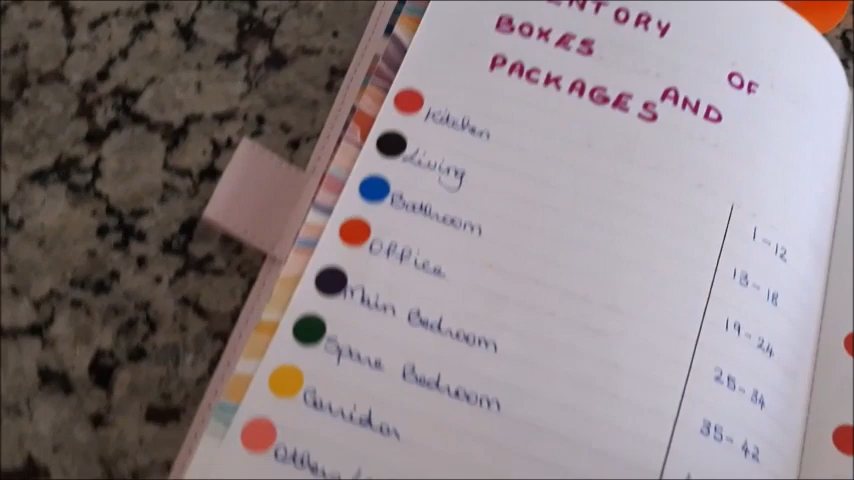 ENTORY
BOXES OF
PACKAGES AND
Kitchen 1-12
Living 13-18
Bathroom 19-24
Office 25-34
Main Bedroom 35-42
Spare Bedroom
Corridor